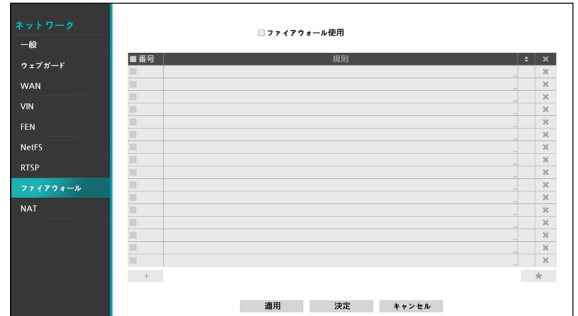 ネットワーク
一般
ウェブガード
WAN
VIN
FEN
NetFS
RTSP
ファイアウォール
NAT
ファイアウォール使用
番号 規則
適用 決定 キャンセル